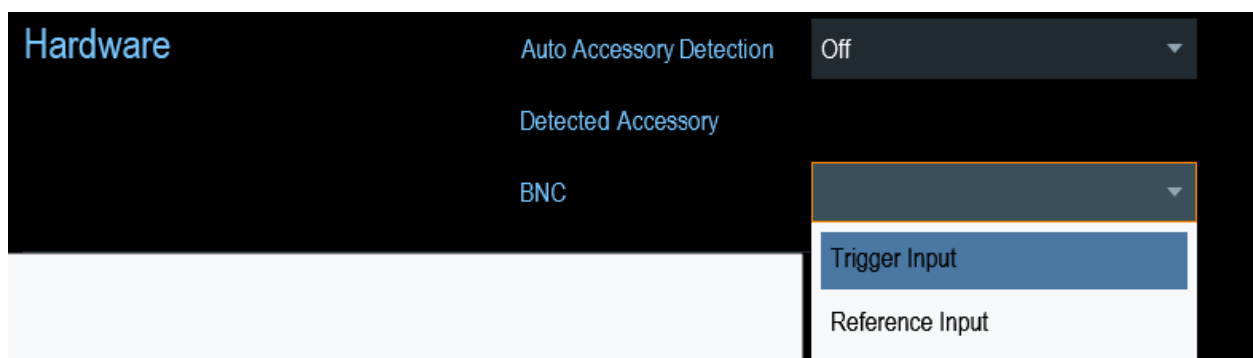 Hardware
Auto Accessory Detection Off
Detected Accessory
BNC
Trigger Input
Reference Input